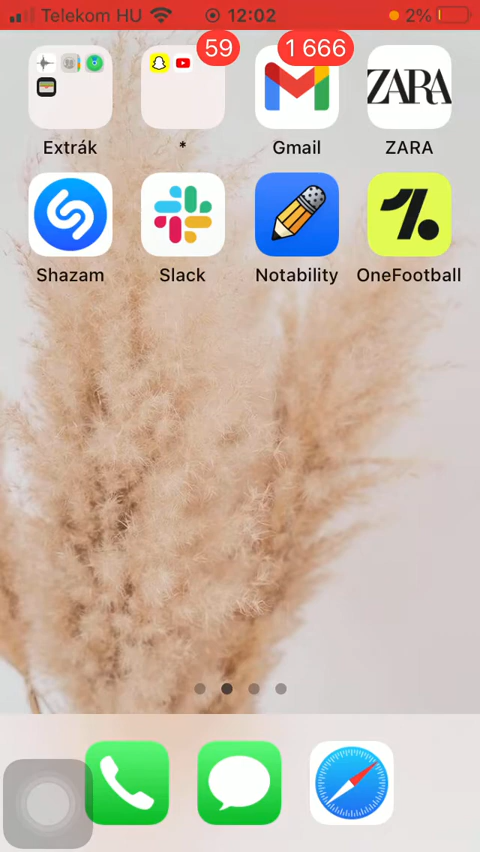 Telekom HU 12:02 2%
59 1 666
ZARA
Extrák * Gmail ZARA
Shazam Slack Notability OneFootball